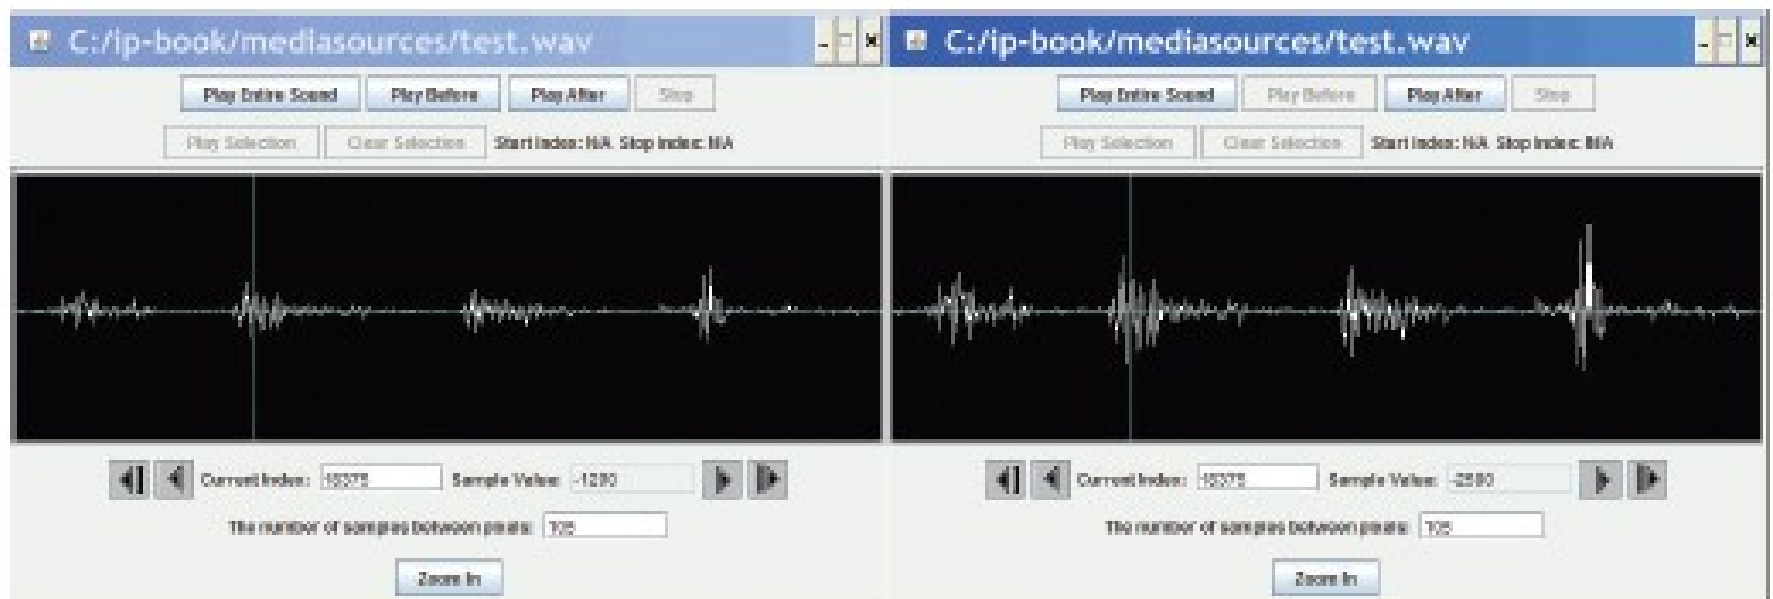 C:/ip-book/mediasources/test.wav
Play Entire Sound Play Before Play After Stop
Play Selection Clear Selection Start Index: N/A Stop Index: N/A
Current Index: Sample Value:
The number of samples between pixels:
Zoom In
C:/ip-book/mediasources/test.wav
Play Entire Sound Play Before Play After Stop
Play Selection Clear Selection Start Index: N/A Stop Index: N/A
Current Index: Sample Value:
The number of samples between pixels:
Zoom In